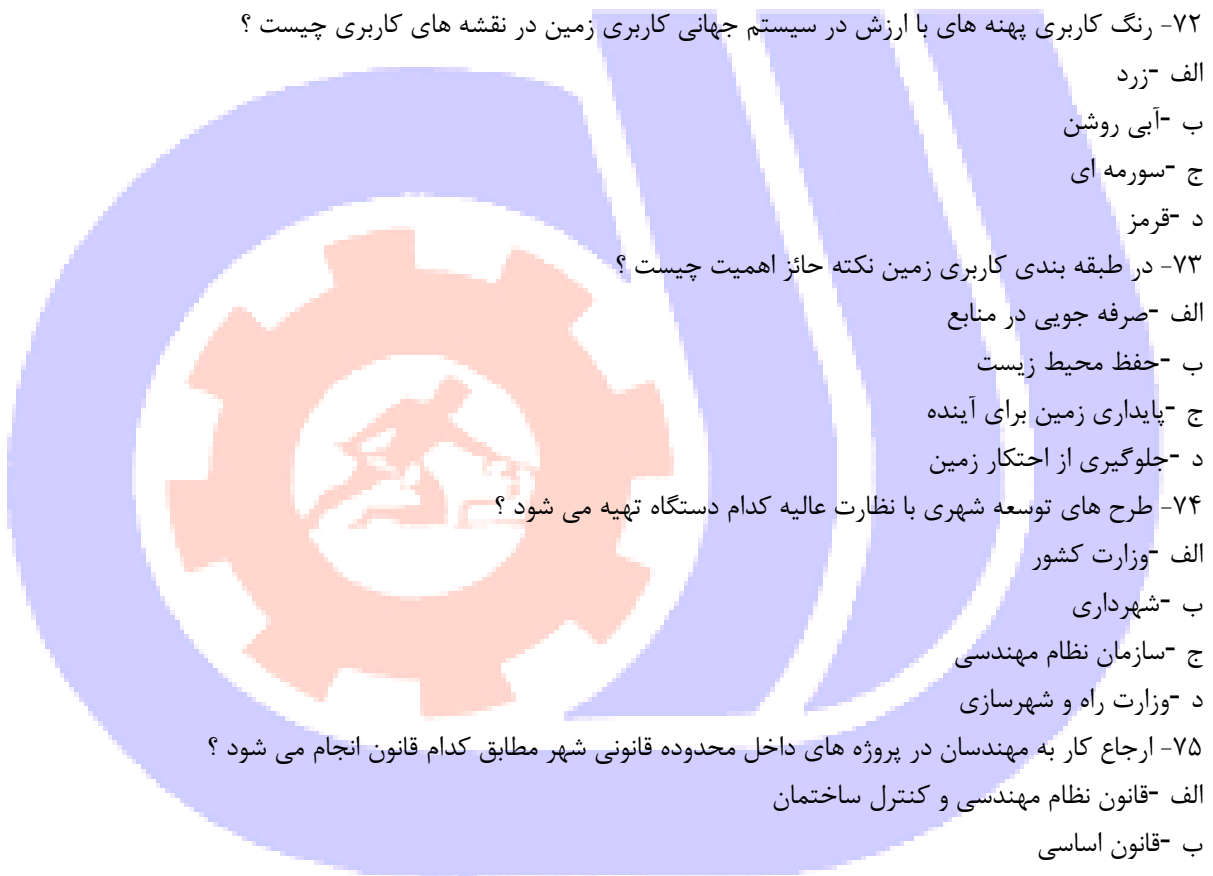 ۷۲- رنگ کاربری پهنه های با ارزش در سیستم جهانی کاربری زمین در نقشه های کاربری چیست ؟
الف -زرد
ب -آبی روشن
ج -سورمه ای
د -قرمز
۷۳- در طبقه بندی کاربری زمین نکته حائز اهمیت چیست ؟
الف -صرفه جویی در منابع
ب -حفظ محیط زیست
ج -پایداری زمین برای آینده
د -جلوگیری از احتکار زمین
۷۴- طرح های توسعه شهری با نظارت عالیه کدام دستگاه تهیه می شود ؟
الف -وزارت کشور
ب -شهرداری
ج -سازمان نظام مهندسی
د -وزارت راه و شهرسازی
۷۵- ارجاع کار به مهندسان در پروژه های داخل محدوده قانونی شهر مطابق کدام قانون انجام می شود ؟
الف -قانون نظام مهندسی و کنترل ساختمان
ب -قانون اساسی